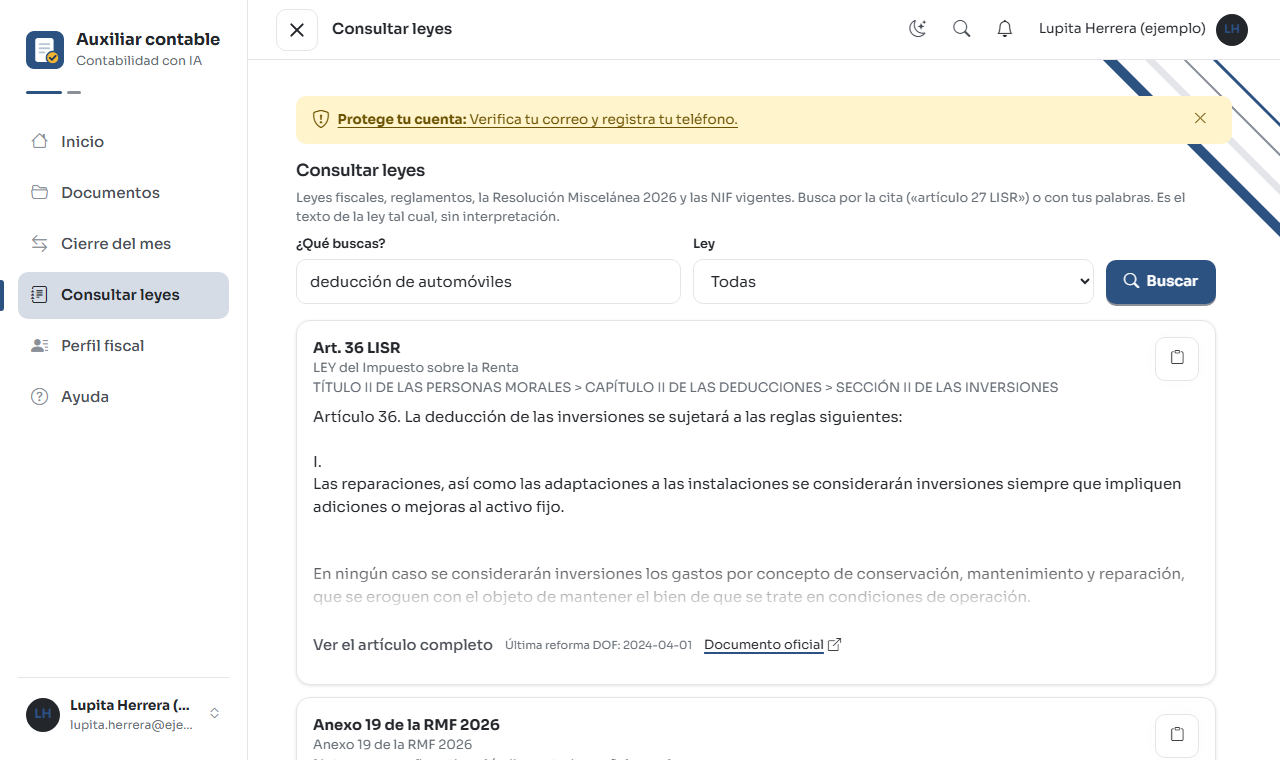 Auxiliar contable
Contabilidad con IA
Inicio
Documentos
Cierre del mes
Consultar leyes
Perfil fiscal
Ayuda
LH
Lupita Herrera (...
lupita.herrera@eje...
Consultar leyes
Lupita Herrera (ejemplo)
LH
Protege tu cuenta: Verifica tu correo y registra tu teléfono.
Consultar leyes
Leyes fiscales, reglamentos, la Resolución Miscelánea 2026 y las NIF vigentes. Busca por la cita («artículo 27 LISR») o con tus palabras. Es el
texto de la ley tal cual, sin interpretación.
¿Qué buscas?
Ley
deducción de automóviles
Todas
Buscar
Art. 36 LISR
LEY del Impuesto sobre la Renta
TÍTULO II DE LAS PERSONAS MORALES > CAPÍTULO II DE LAS DEDUCCIONES > SECCIÓN II DE LAS INVERSIONES
Artículo 36. La deducción de las inversiones se sujetará a las reglas siguientes:
I.
Las reparaciones, así como las adaptaciones a las instalaciones se considerarán inversiones siempre que impliquen
adiciones o mejoras al activo fijo.
En ningún caso se considerarán inversiones los gastos por concepto de conservación, mantenimiento y reparación,
que se eroguen con el objeto de mantener el bien de que se trate en condiciones de operación.
Ver el artículo completo
Última reforma DOF: 2024-04-01
Documento oficial
Anexo 19 de la RMF 2026
Anexo 19 de la RMF 2026